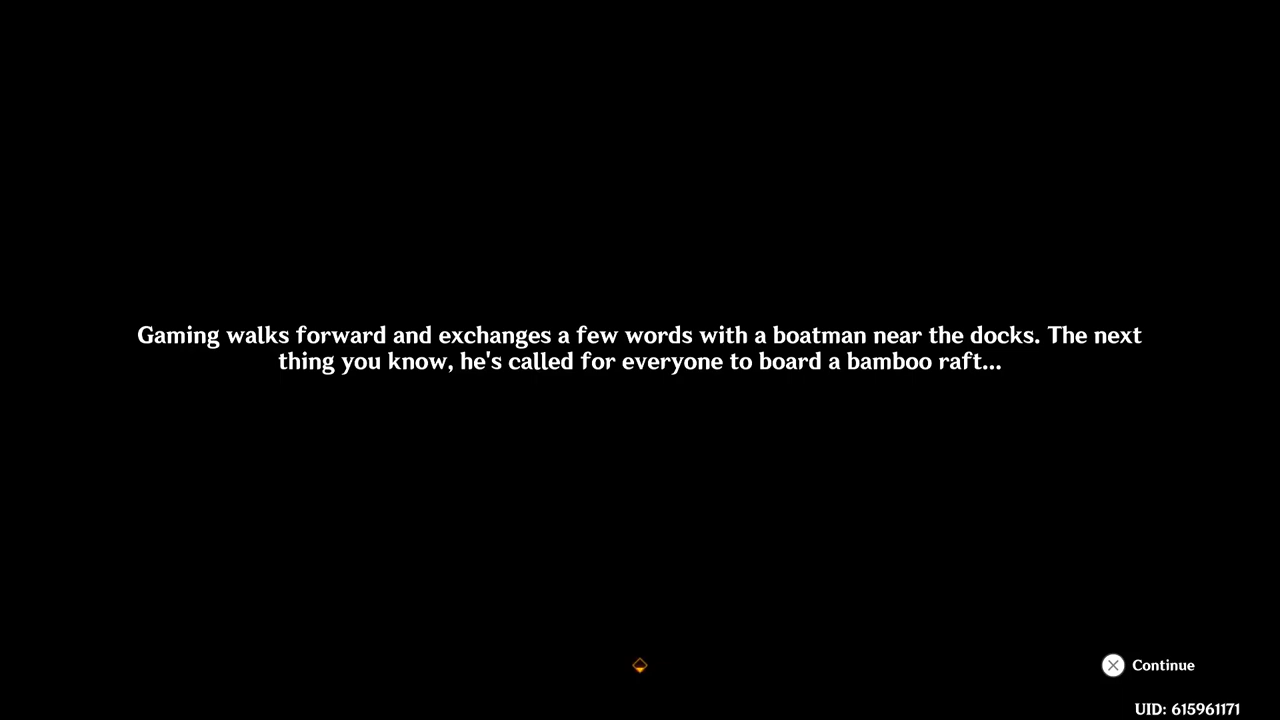 Gaming walks forward and exchanges a few words with a boatman near the docks. The next
thing you know, he's called for everyone to board a bamboo raft...
Continue
UID: 615961171